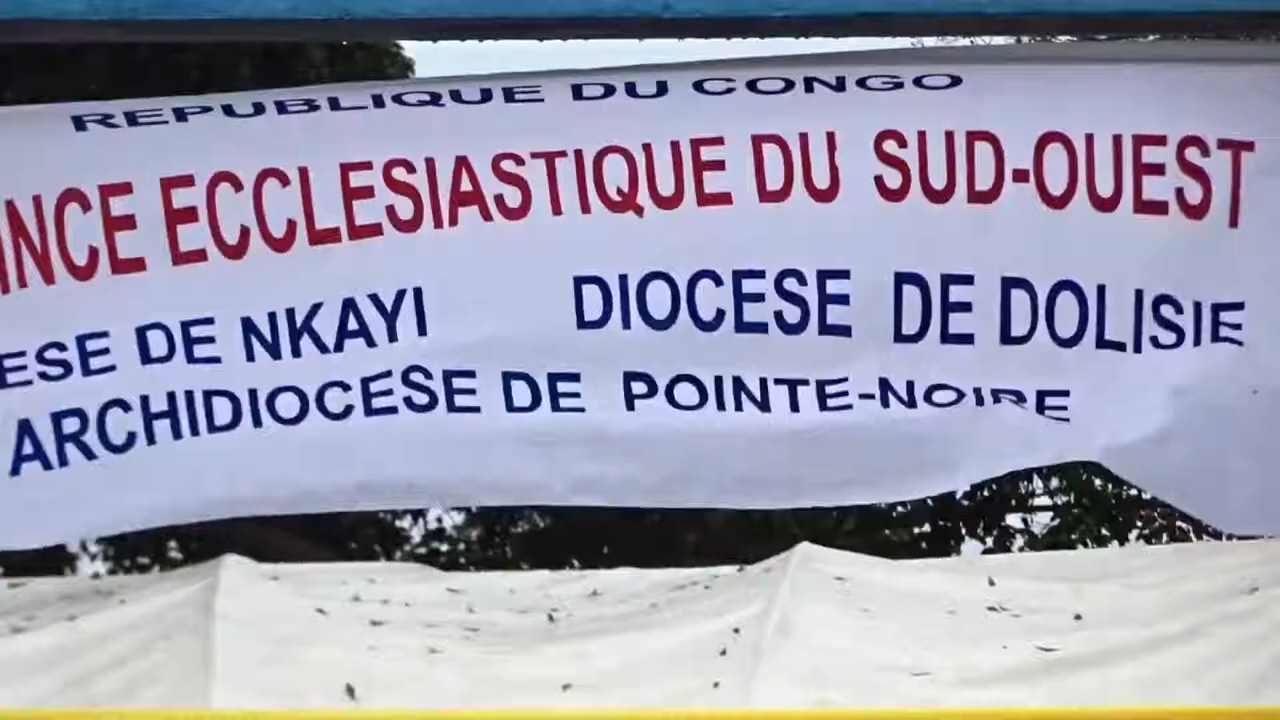 REPUBLIQUE DU CONGO
INCE ECCLESIASTIQUE DU SUD-OUEST
ESE DE NKAYI DIOCESE DE DOLISIE
ARCHIDIOCESE DE POINTE-NOIRE